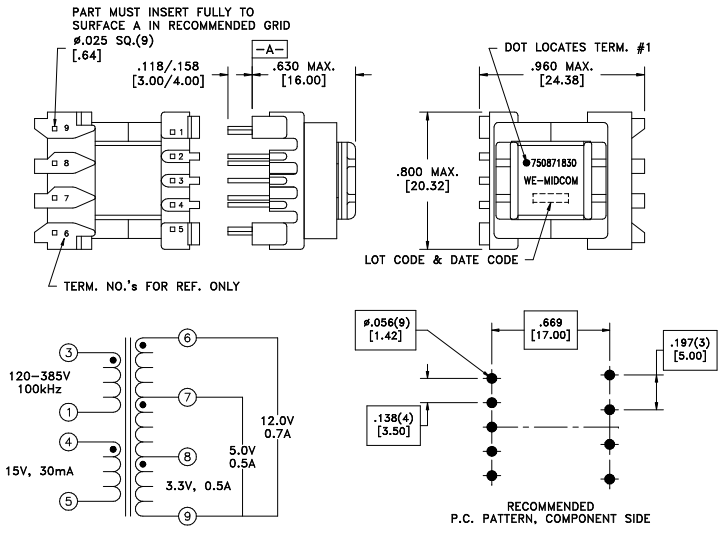 PART MUST INSERT FULLY TO
SURFACE A IN RECOMMENDED GRID
ø.025 SQ.(9)
[.64]
-A-
.118/.158
[3.00/4.00]
.630 MAX.
[16.00]
DOT LOCATES TERM. #1
.960 MAX.
[24.38]
9
8
7
6
1
2
3
4
5
.800 MAX.
[20.32]
750871830
WE-MIDCOM
LOT CODE & DATE CODE
TERM. NO.'s FOR REF. ONLY
3
120-385V
100kHz
1
4
15V, 30mA
5
6
7
8
9
12.0V
0.7A
5.0V
0.5A
3.3V, 0.5A
ø.056(9)
[1.42]
.669
[17.00]
.197(3)
[5.00]
.138(4)
[3.50]
RECOMMENDED
P.C. PATTERN, COMPONENT SIDE